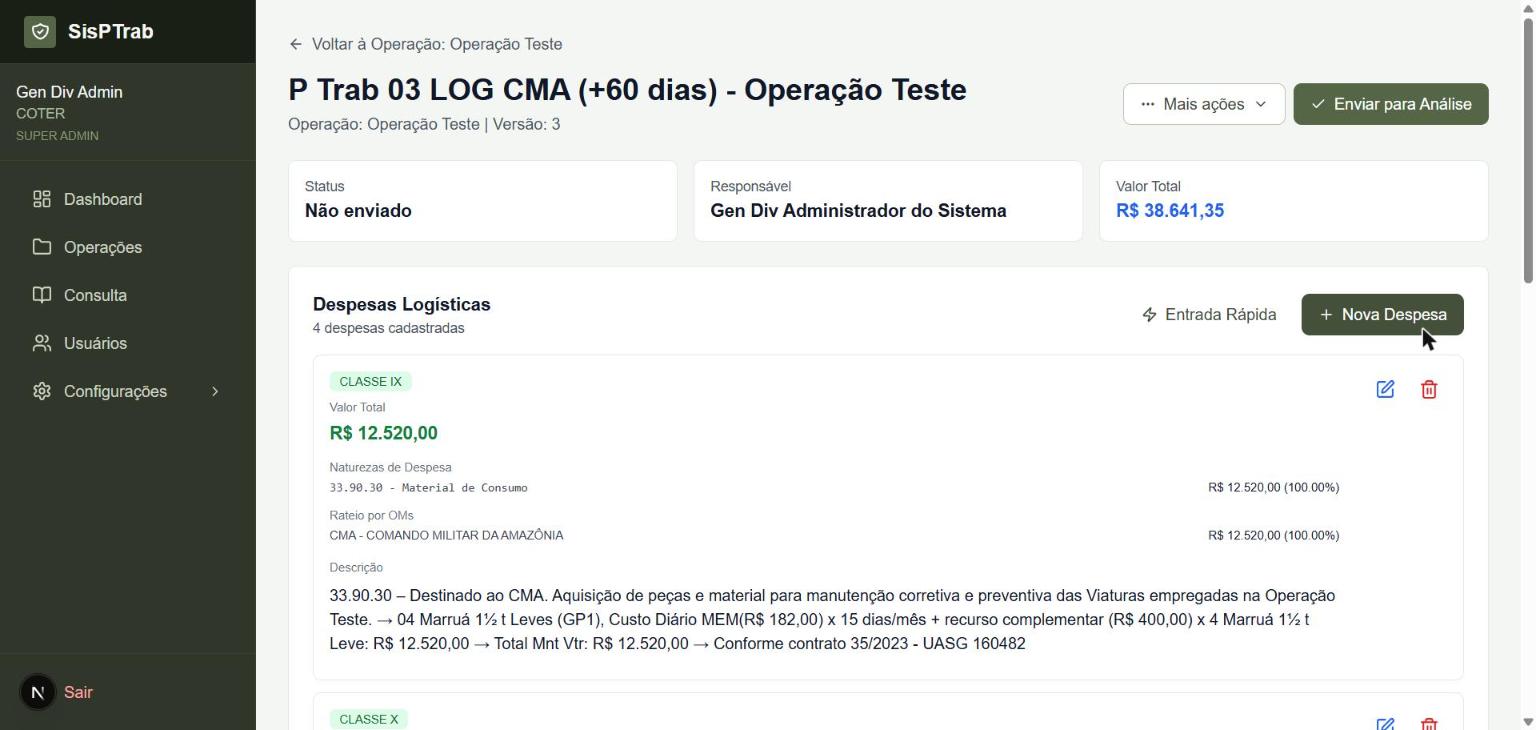 SisPTrab
Gen Div Admin
COTER
SUPER ADMIN
Dashboard
Operações
Consulta
Usuários
Configurações
N
Sair
Voltar à Operação: Operação Teste
P Trab 03 LOG CMA (+60 dias) - Operação Teste
Operação: Operação Teste | Versão: 3
Mais ações
Enviar para Análise
Status
Não enviado
Responsável
Gen Div Administrador do Sistema
Valor Total
R$ 38.641,35
Despesas Logísticas
4 despesas cadastradas
Entrada Rápida
+ Nova Despesa
CLASSE IX
Valor Total
R$ 12.520,00
Naturezas de Despesa
33.90.30 - Material de Consumo R$ 12.520,00 (100.00%)
Rateio por OMs
CMA - COMANDO MILITAR DA AMAZÔNIA R$ 12.520,00 (100.00%)
Descrição
33.90.30 – Destinado ao CMA. Aquisição de peças e material para manutenção corretiva e preventiva das Viaturas empregadas na Operação
Teste. → 04 Marruá 1½ t Leves (GP1), Custo Diário MEM(R$ 182,00) x 15 dias/mês + recurso complementar (R$ 400,00) x 4 Marruá 1½ t
Leve: R$ 12.520,00 → Total Mnt Vtr: R$ 12.520,00 → Conforme contrato 35/2023 - UASG 160482
CLASSE X